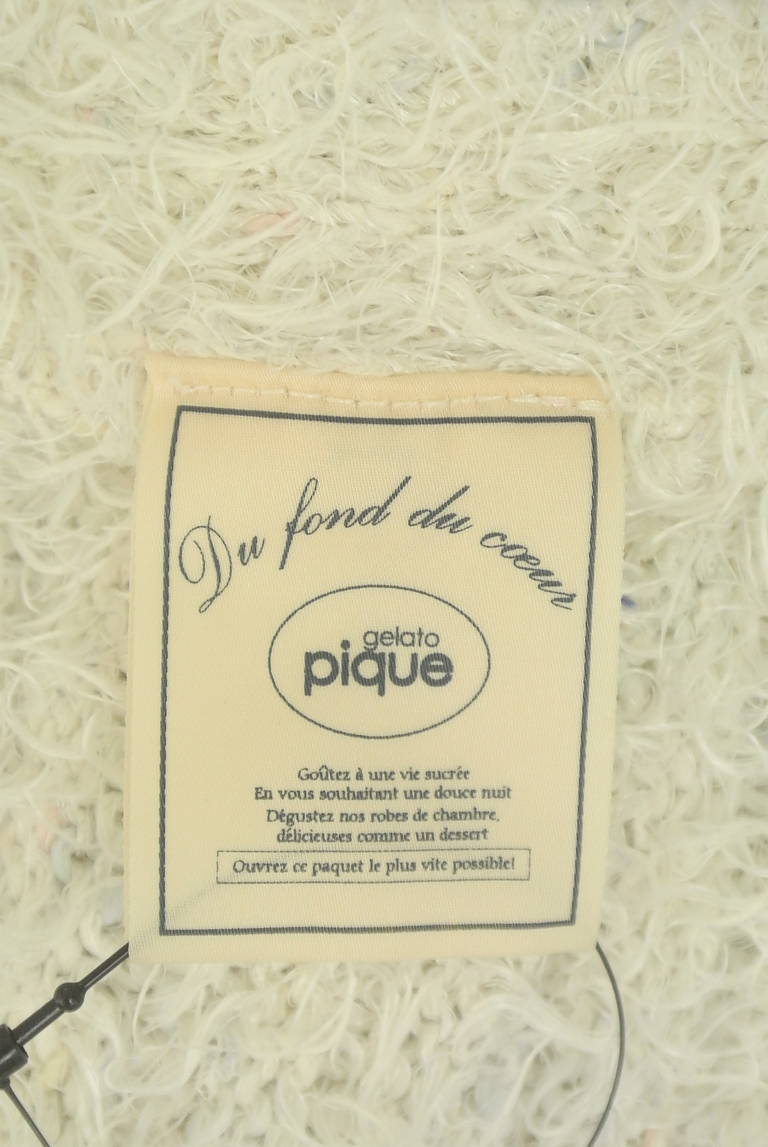 Du fond du cœur
gelato
pique
Goûtez à une vie sucrée
En vous souhaitant une douce nuit
Dégustez nos robes de chambre,
délicieuses comme un dessert
Ouvrez ce paquet le plus vite possible!